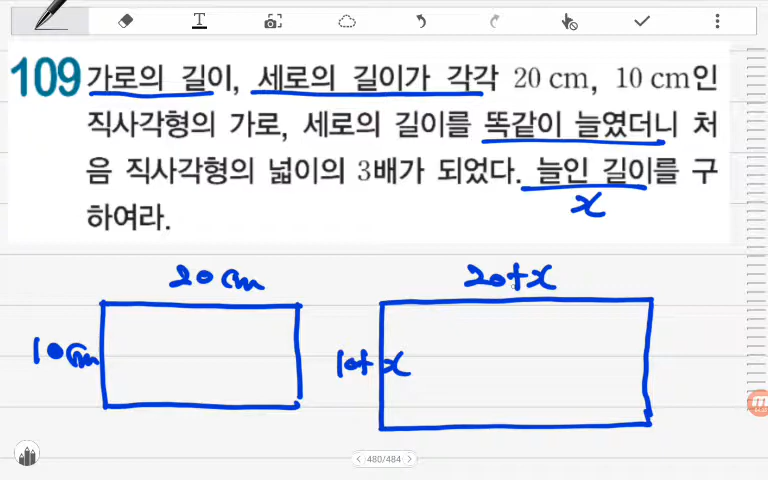 T
109 가로의 길이, 세로의 길이가 각각 20 cm, 10 cm인
직사각형의 가로, 세로의 길이를 똑같이 늘였더니 처
음 직사각형의 넓이의 3배가 되었다. 늘인 길이를 구
하여라.
x
20cm
20+x
10cm
10+x
480/484